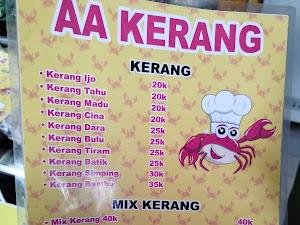 AA KERANG
KERANG
• Kerang Ijo 20k
• Kerang Tahu 20k
• Kerang Madu 20k
• Kerang Cina 20k
• Kerang Dara 25k
• Kerang Bulu 25k
• Kerang Tiram 25k
• Kerang Batik 25k
• Kerang Simping 30k
• Kerang Bambu 35k
MIX KERANG
• Mix Kerang 40k 40k